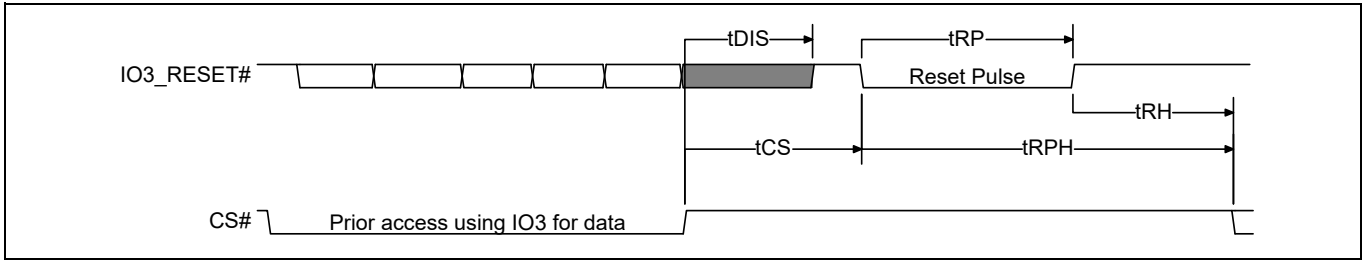 tDIS
tRP
IO3_RESET#
Reset Pulse
tRH
tCS
tRPH
CS#
Prior access using IO3 for data